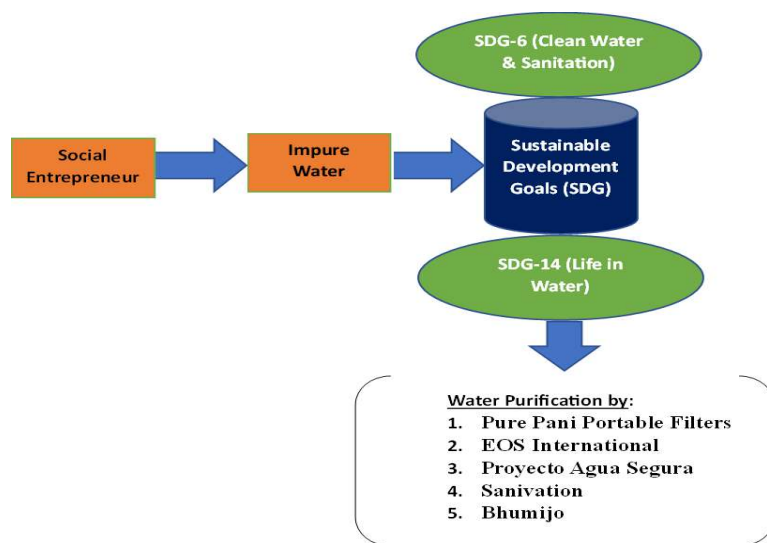 SDG-6 (Clean Water
& Sanitation)
Social
Entrepreneur
Impure
Water
Sustainable
Development
Goals (SDG)
SDG-14 (Life in
Water)
Water Purification by:
1. Pure Pani Portable Filters
2. EOS International
3. Proyecto Agua Segura
4. Sanivation
5. Bhumijo